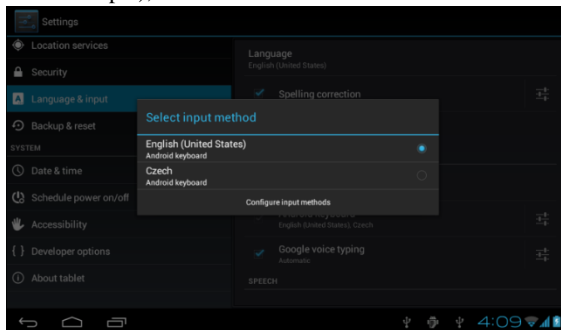 Settings
Location services
Security
Language & input
Backup & reset
SYSTEM
Date & time
Schedule power on/off
Accessibility
{ } Developer options
About tablet
Language
English (United States)
Spelling correction
Select input method
English (United States)
Android keyboard
Czech
Android keyboard
Configure input methods
Android keyboard
English (United States), Czech
Google voice typing
Automatic
SPEECH
4:09